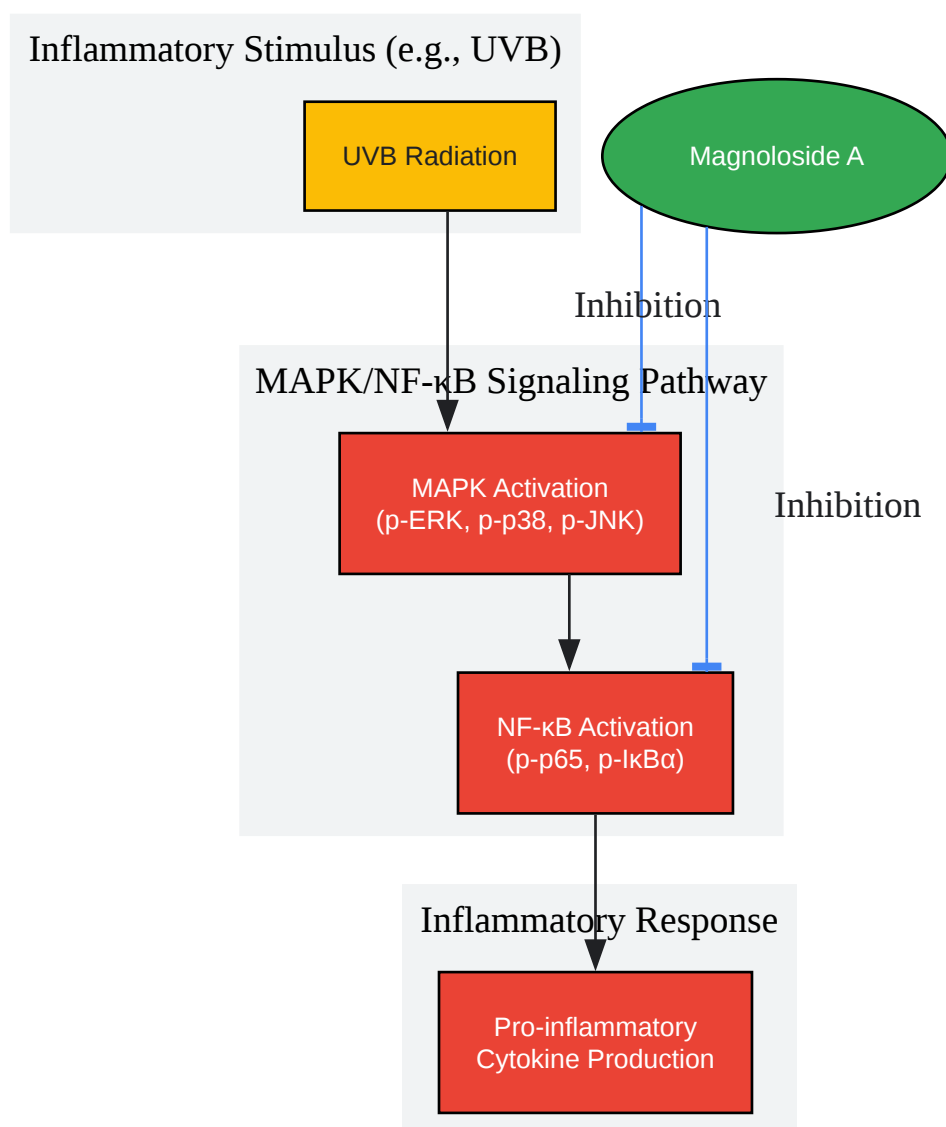 Inflammatory Stimulus (e.g., UVB)
UVB Radiation
Magnoloside A
Inhibition
MAPK/NF-κB Signaling Pathway
MAPK Activation
(p-ERK, p-p38, p-JNK)
Inhibition
NF-κB Activation
(p-p65, p-IκBα)
Inflammatory Response
Pro-inflammatory
Cytokine Production